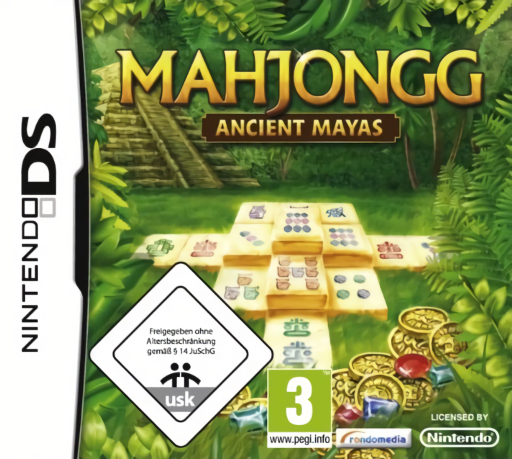 NINTENDO DS
MAHJONGG
ANCIENT MAYAS
Freigegeben ohne
Altersbeschränkung
gemäß § 14 JuSchG
usk
3
www.pegi.info
rondomedia
LICENSED BY
Nintendo